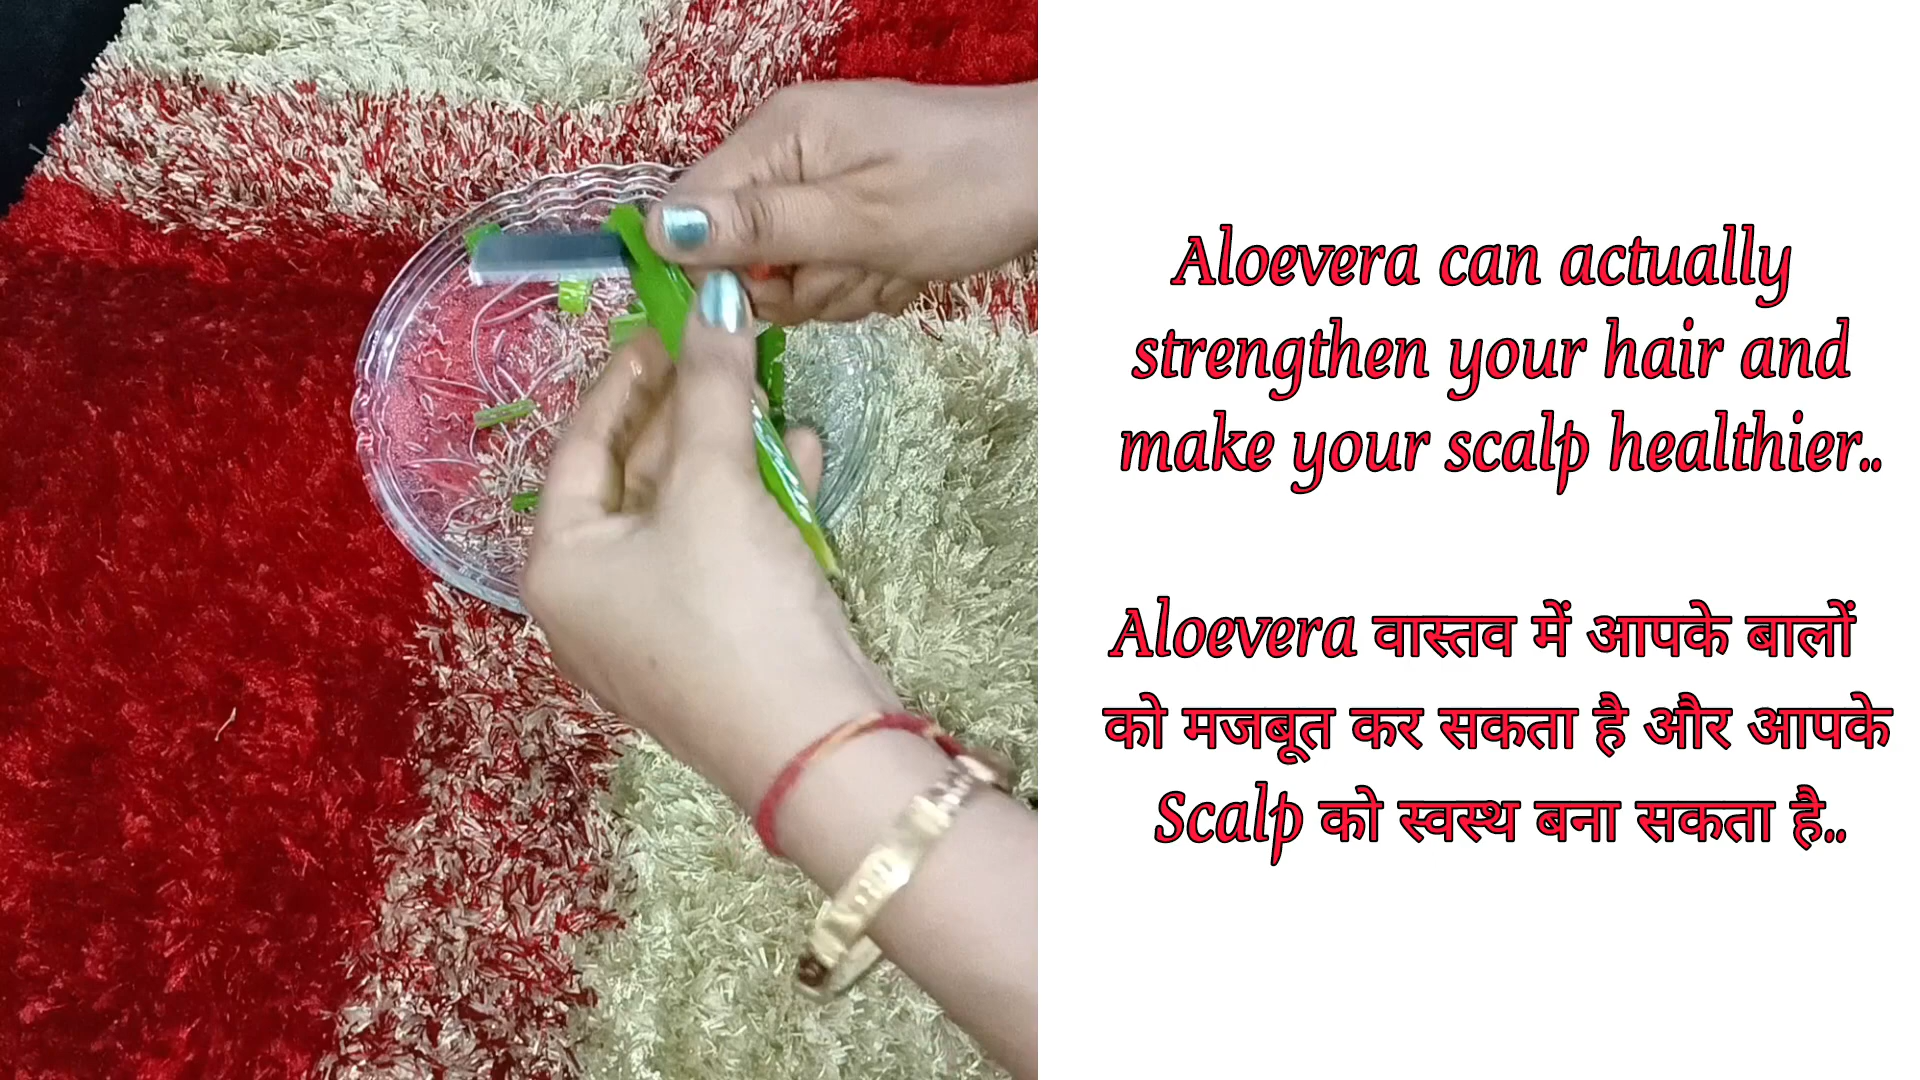 Aloevera can actually
strengthen your hair and
make your scalp healthier..
Aloevera वास्तव में आपके बालों
को मजबूत कर सकता है और आपके
Scalp को स्वस्थ बना सकता है..